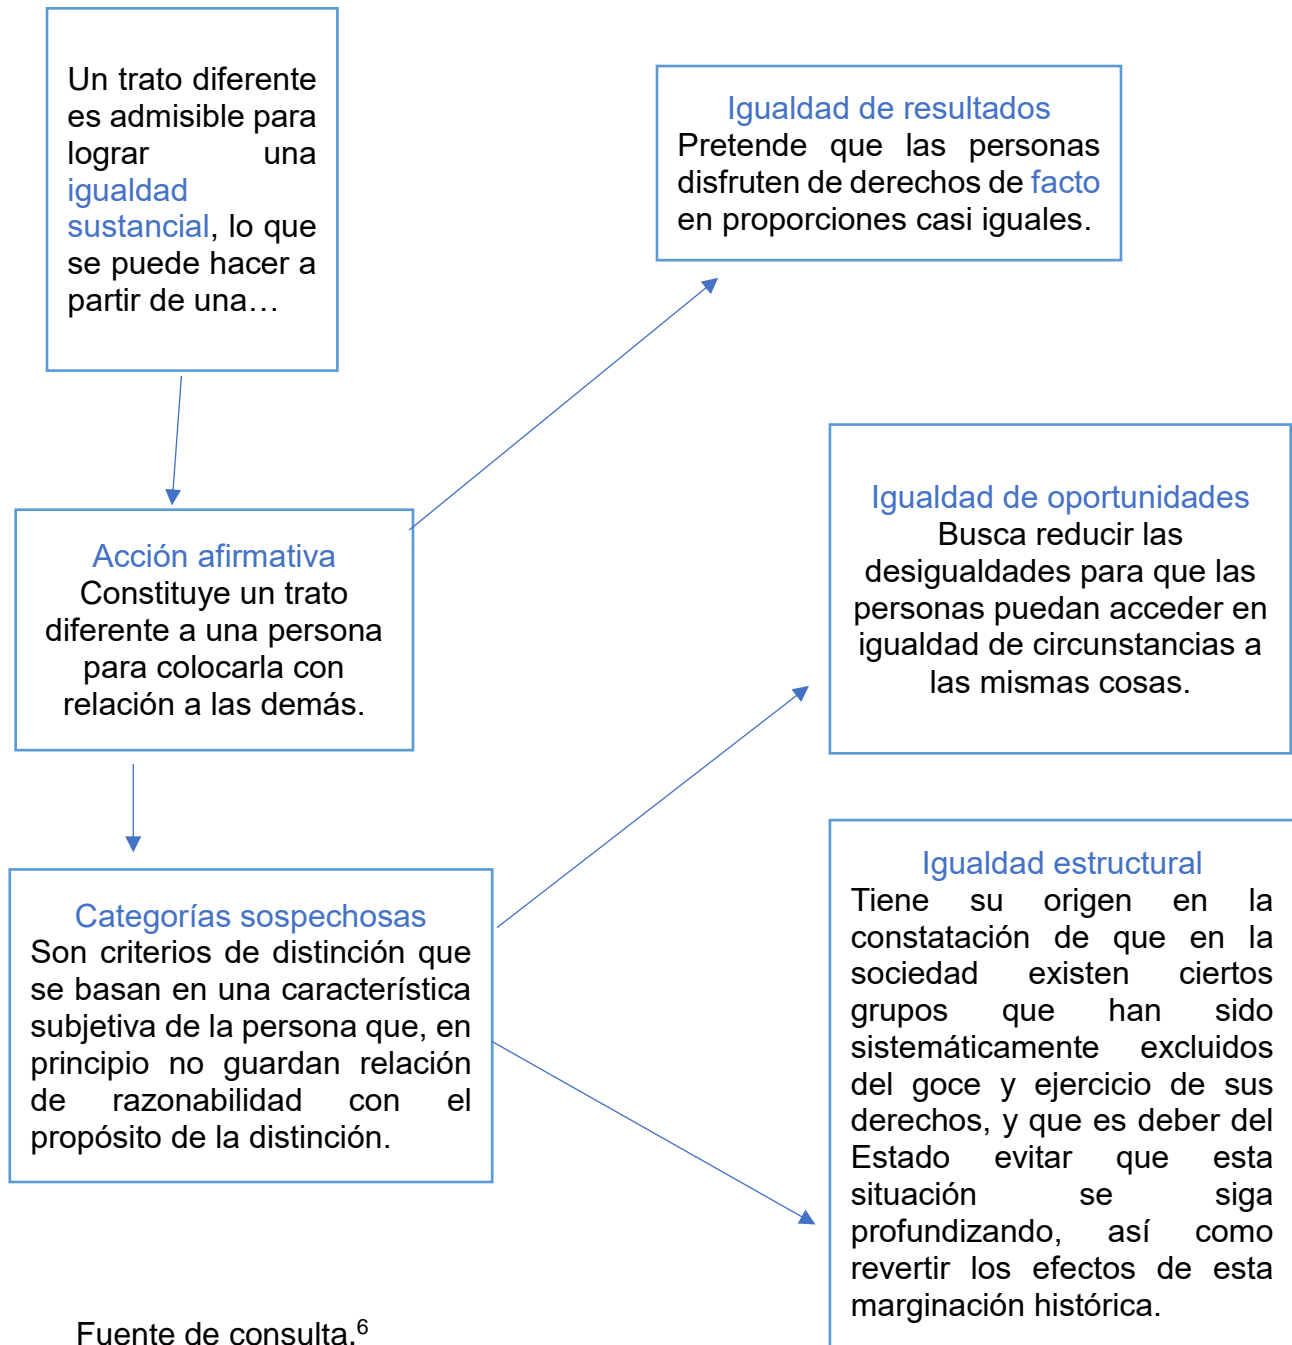 Un trato diferente
es admisible para
lograr una
igualdad
sustancial, lo que
se puede hacer a
partir de una…
Igualdad de resultados
Pretende que las personas
disfruten de derechos de facto
en proporciones casi iguales.
Acción afirmativa
Constituye un trato
diferente a una persona
para colocarla con
relación a las demás.
Igualdad de oportunidades
Busca reducir las
desigualdades para que las
personas puedan acceder en
igualdad de circunstancias a
las mismas cosas.
Categorías sospechosas
Son criterios de distinción que
se basan en una característica
subjetiva de la persona que, en
principio no guardan relación
de razonabilidad con el
propósito de la distinción.
Igualdad estructural
Tiene su origen en la
constatación de que en la
sociedad existen ciertos
grupos que han sido
sistemáticamente excluidos
del goce y ejercicio de sus
derechos, y que es deber del
Estado evitar que esta
situación se siga
profundizando, así como
revertir los efectos de esta
marginación histórica.
Fuente de consulta.⁶